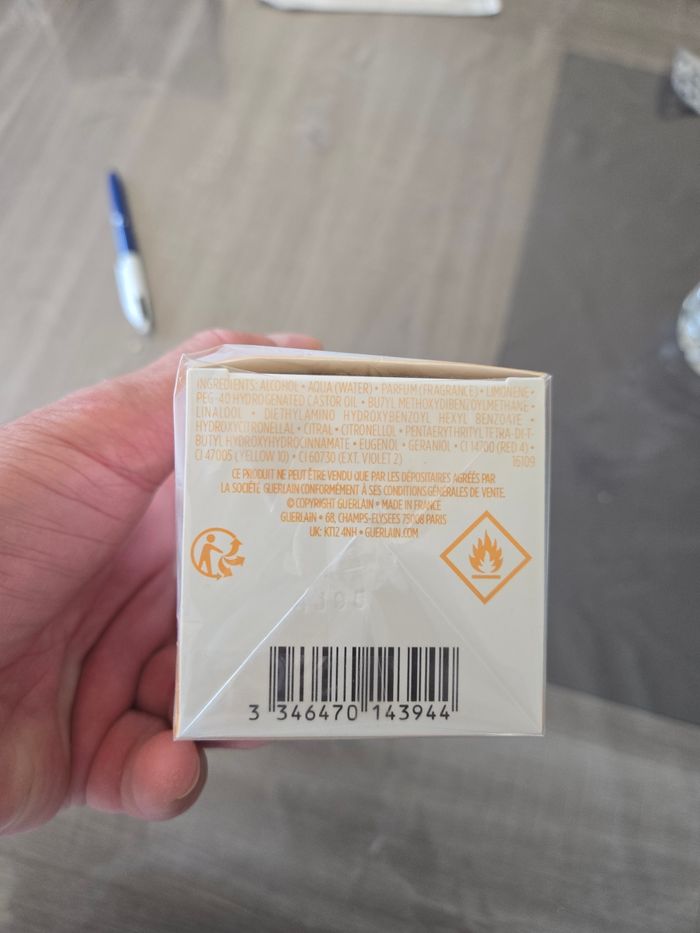 INGREDIENTS: ALCOHOL • AQUA (WATER) • PARFUM (FRAGRANCE) • LIMONENE •
PEG-40 HYDROGENATED CASTOR OIL • BUTYL METHOXYDIBENZOYLMETHANE •
LINALOOL • DIETHYLAMINO HYDROXYBENZOYL HEXYL BENZOATE •
HYDROXYCITRONELLAL • CITRAL • CITRONELLOL • PENTAERYTHRITYL TETRA-DI-T-
BUTYL HYDROXYHYDROCINNAMATE • EUGENOL • GERANIOL • CI 14700 (RED 4) •
CI 47005 (YELLOW 10) • CI 60730 (EXT. VIOLET 2) 16109
CE PRODUIT NE PEUT ÊTRE VENDU QUE PAR LES DÉPOSITAIRES AGRÉÉS PAR
LA SOCIÉTÉ GUERLAIN CONFORMÉMENT À SES CONDITIONS GÉNÉRALES DE VENTE.
© COPYRIGHT GUERLAIN • MADE IN FRANCE
GUERLAIN • 68, CHAMPS-ELYSEES 75008 PARIS
UK: KT12 4NH • GUERLAIN.COM
3 346470 143944